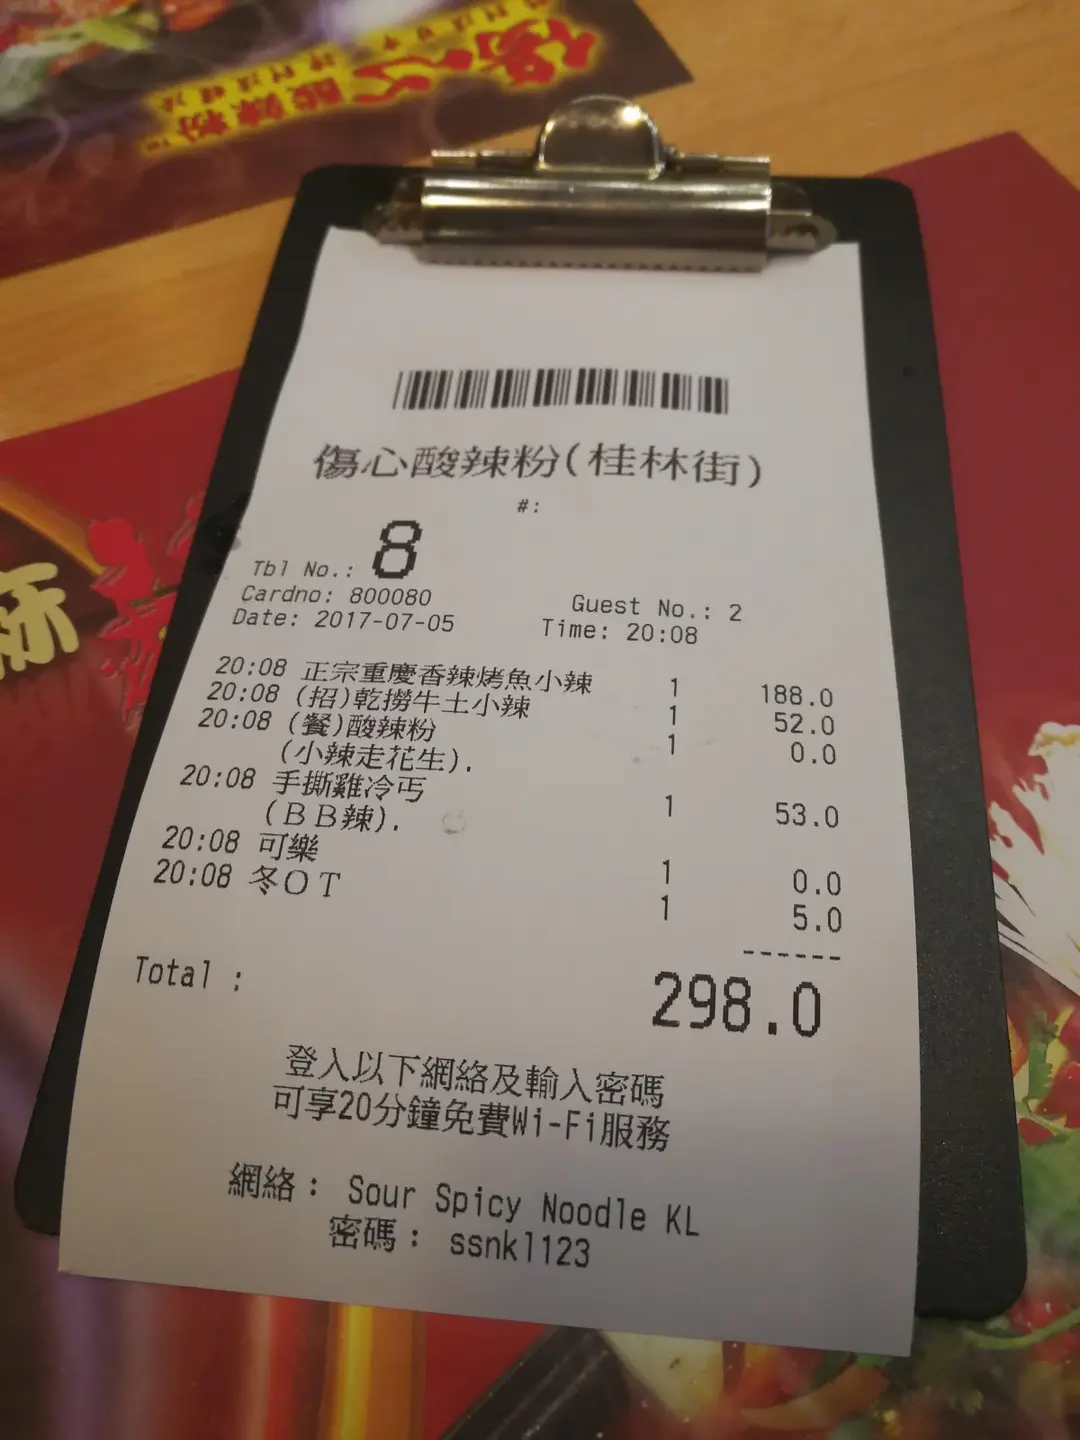 酸辣粉
傷心酸辣粉(桂林街)
#:
Tbl No.: 8
Cardno: 800080 Guest No.: 2
Date: 2017-07-05 Time: 20:08
20:08 正宗重慶香辣烤魚小辣 1 188.0
20:08 (招)乾撈牛土小辣 1 52.0
20:08 (餐)酸辣粉 1 0.0
(小辣走花生).
20:08 手撕雞冷丐 1 53.0
(ＢＢ辣).
20:08 可樂 1 0.0
20:08 冬ＯＴ 1 5.0
------
Total : 298.0
登入以下網絡及輸入密碼
可享20分鐘免費Wi-Fi服務
網絡： Sour Spicy Noodle KL
密碼： ssnkl123